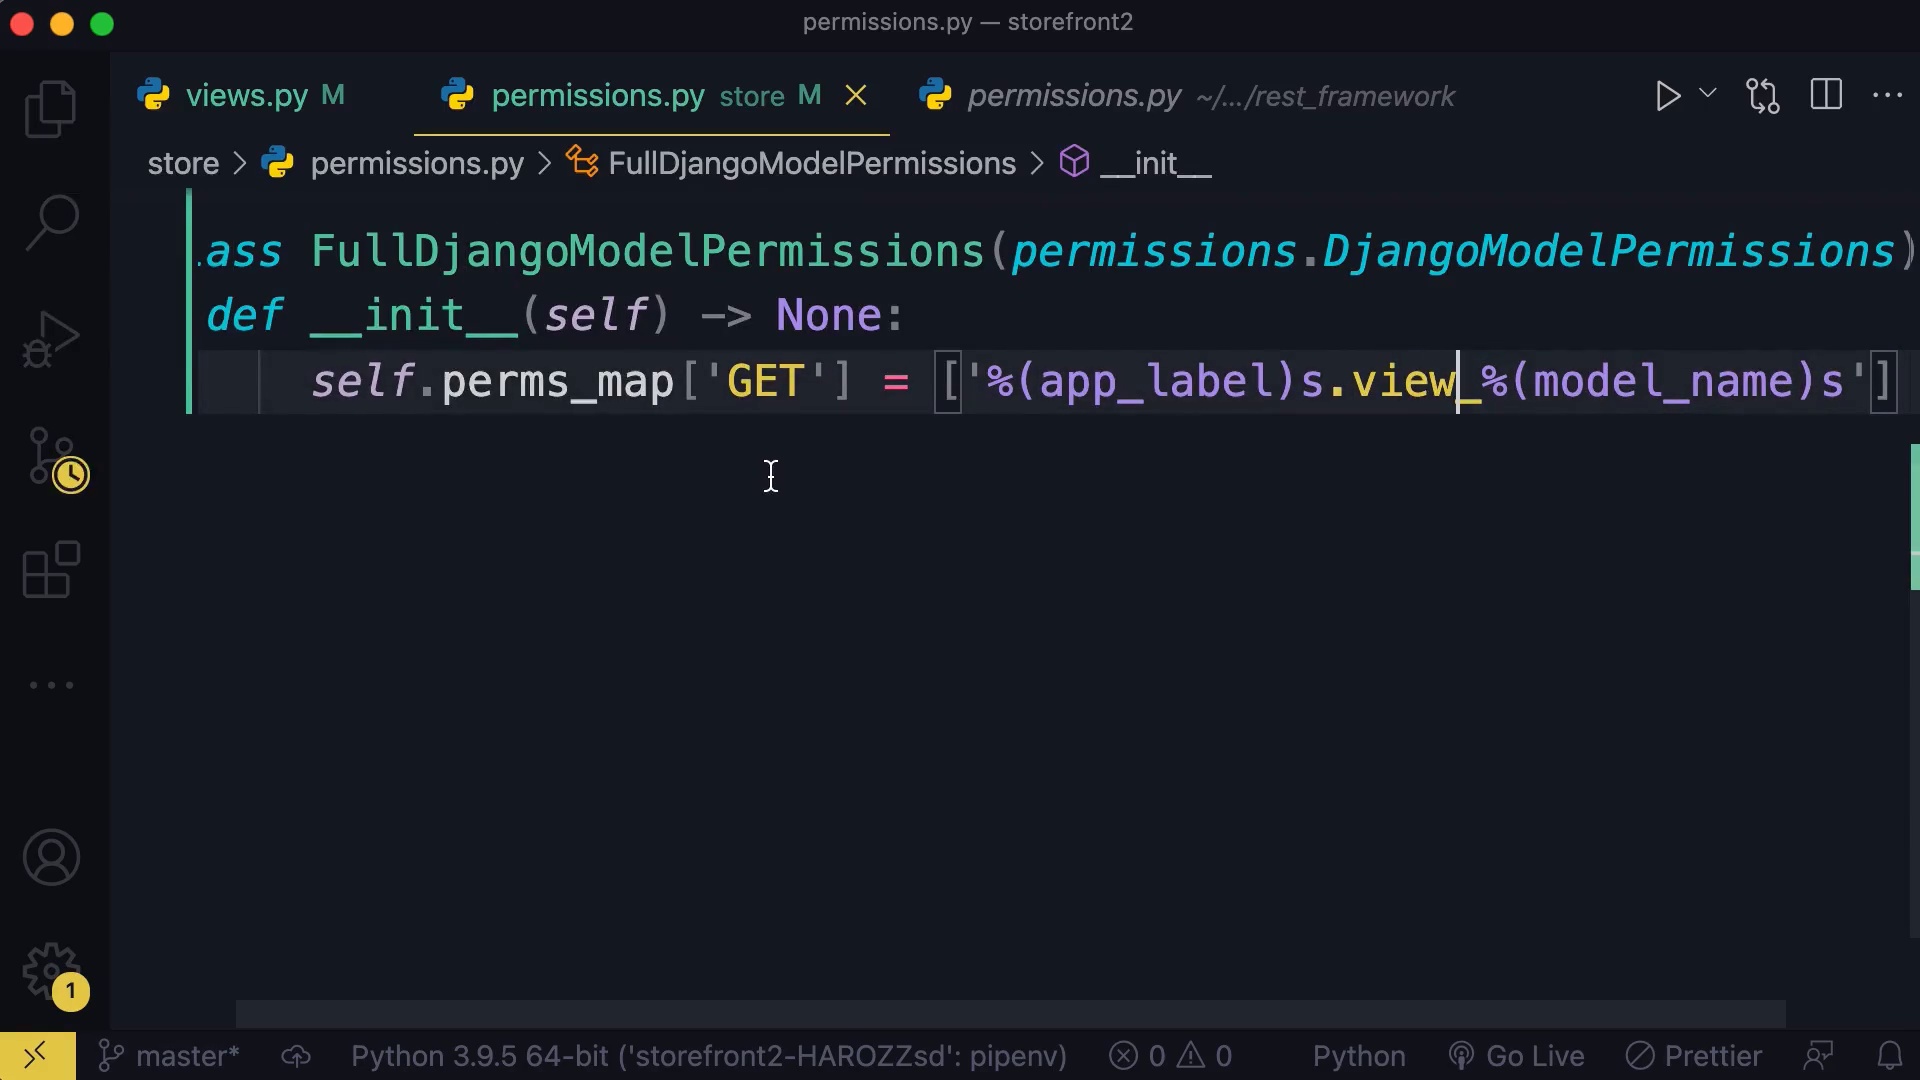 permissions.py — storefront2
views.py M permissions.py store M permissions.py ~/.../rest_framework
store > permissions.py > FullDjangoModelPermissions > __init__
ass FullDjangoModelPermissions(permissions.DjangoModelPermissions)
def __init__(self) -> None:
self.perms_map['GET'] = ['%(app_label)s.view_%(model_name)s']
1
master* Python 3.9.5 64-bit ('storefront2-HAROZZsd': pipenv) 0 0 Python Go Live Prettier